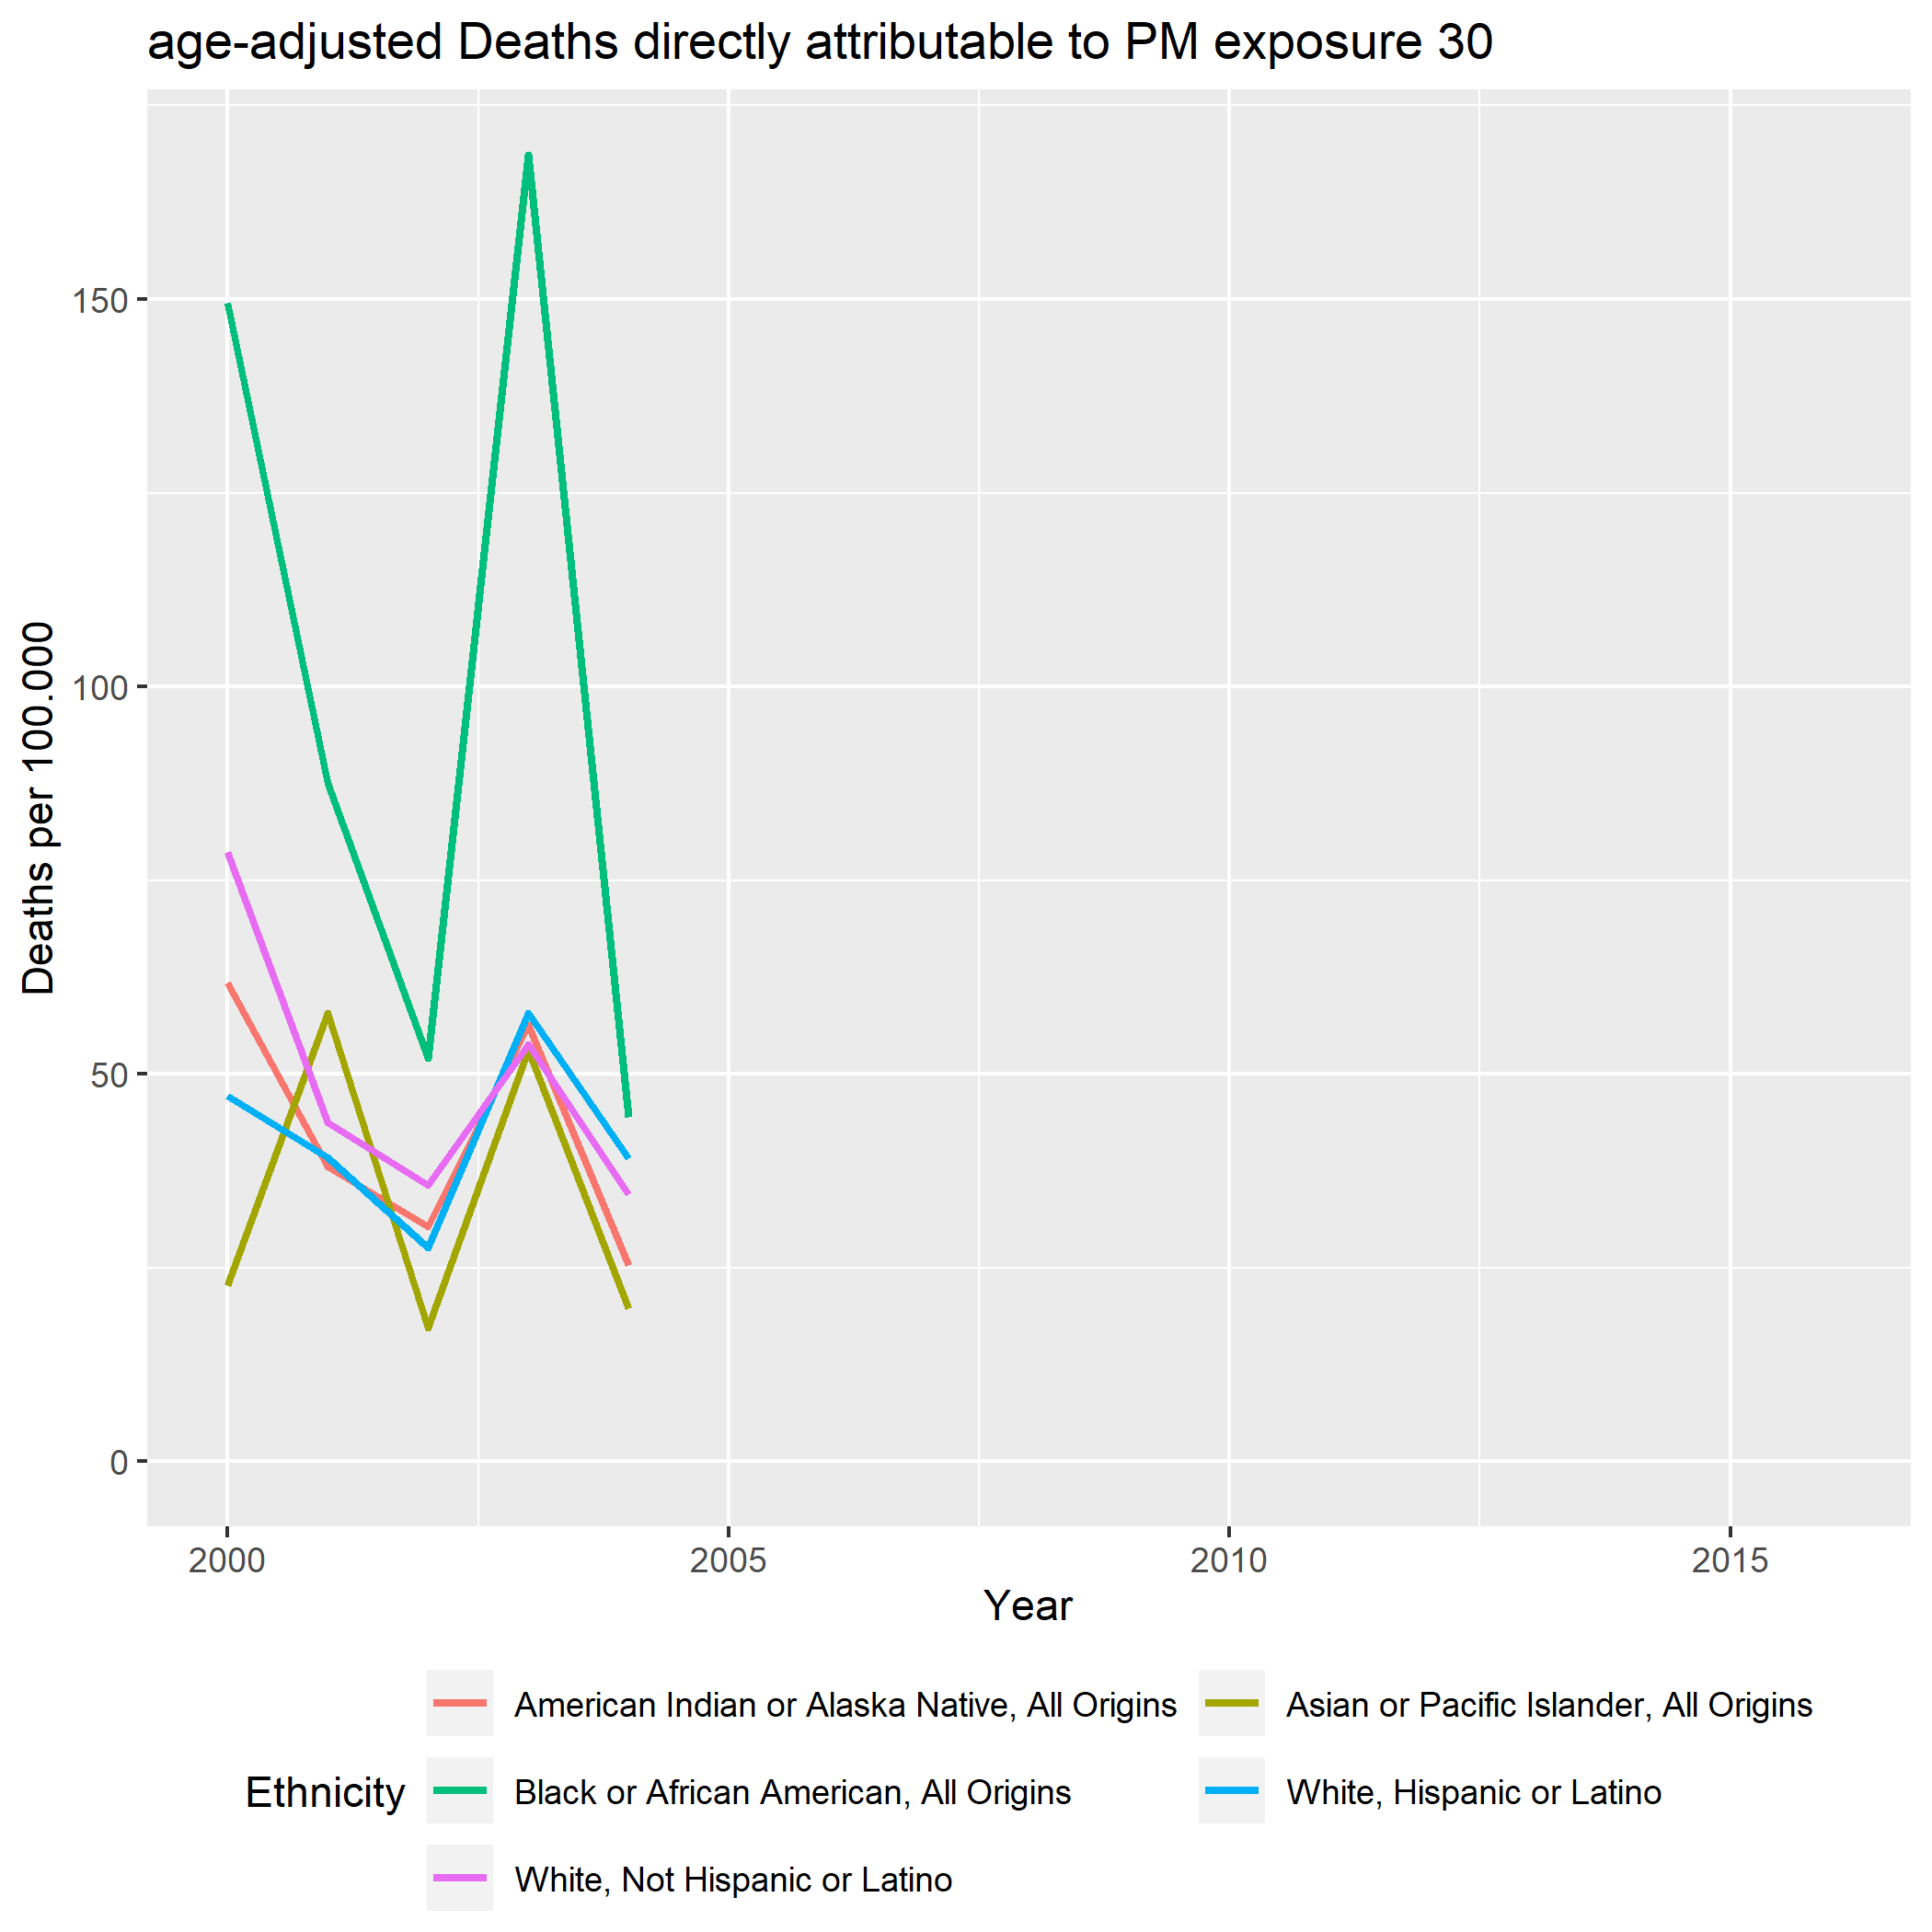 age-adjusted Deaths directly attributable to PM exposure 30
Deaths per 100.000
150
100
50
0
2000 2005 2010 2015
Year
Ethnicity
American Indian or Alaska Native, All Origins
Asian or Pacific Islander, All Origins
Black or African American, All Origins
White, Hispanic or Latino
White, Not Hispanic or Latino